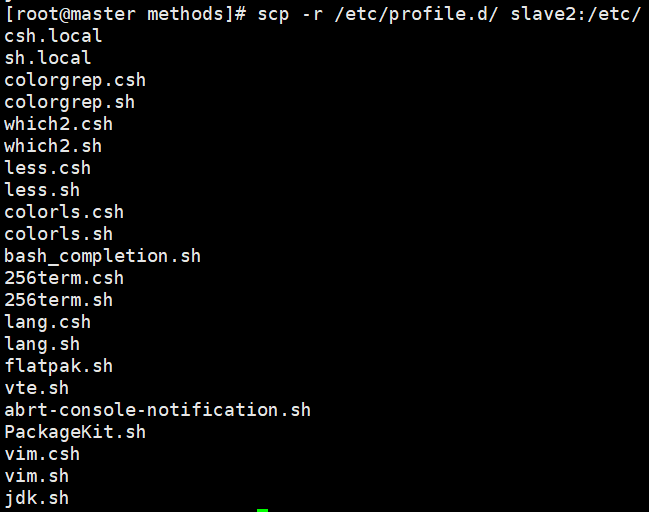 [root@master methods]# scp -r /etc/profile.d/ slave2:/etc/
csh.local
sh.local
colorgrep.csh
colorgrep.sh
which2.csh
which2.sh
less.csh
less.sh
colorls.csh
colorls.sh
bash_completion.sh
256term.csh
256term.sh
lang.csh
lang.sh
flatpak.sh
vte.sh
abrt-console-notification.sh
PackageKit.sh
vim.csh
vim.sh
jdk.sh